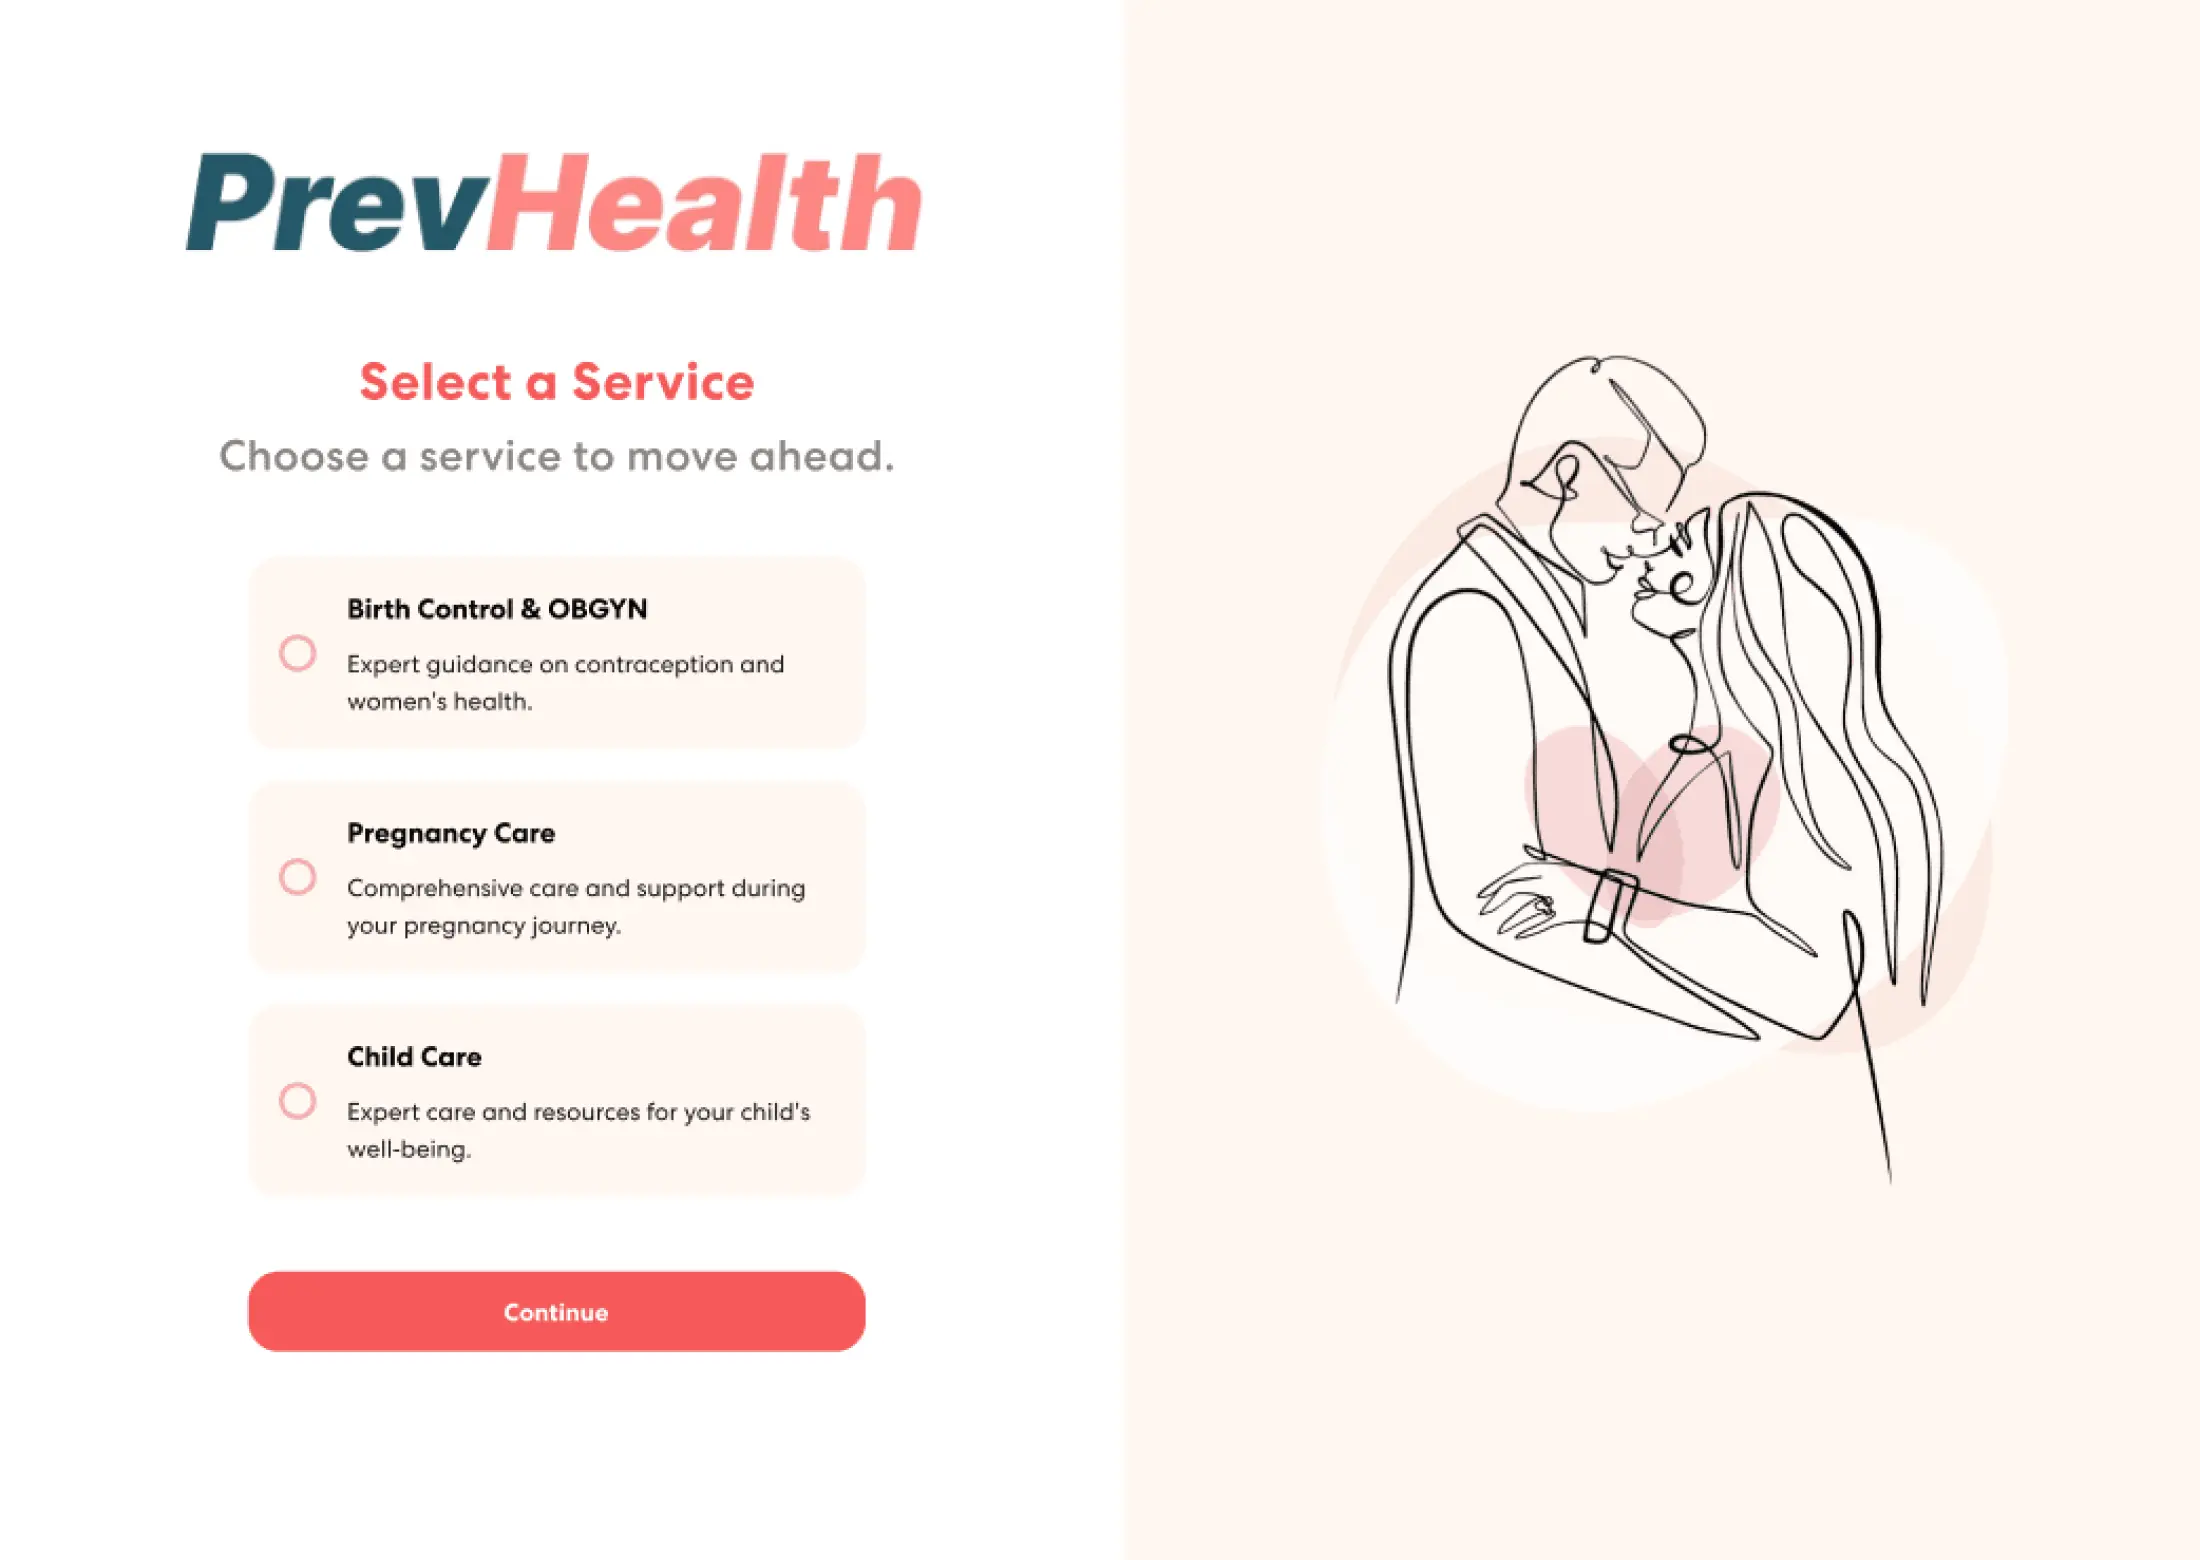 PrevHealth
Select a Service
Choose a service to move ahead.
Birth Control & OBGYN
Expert guidance on contraception and
women's health.
Pregnancy Care
Comprehensive care and support during
your pregnancy journey.
Child Care
Expert care and resources for your child's
well-being.
Continue